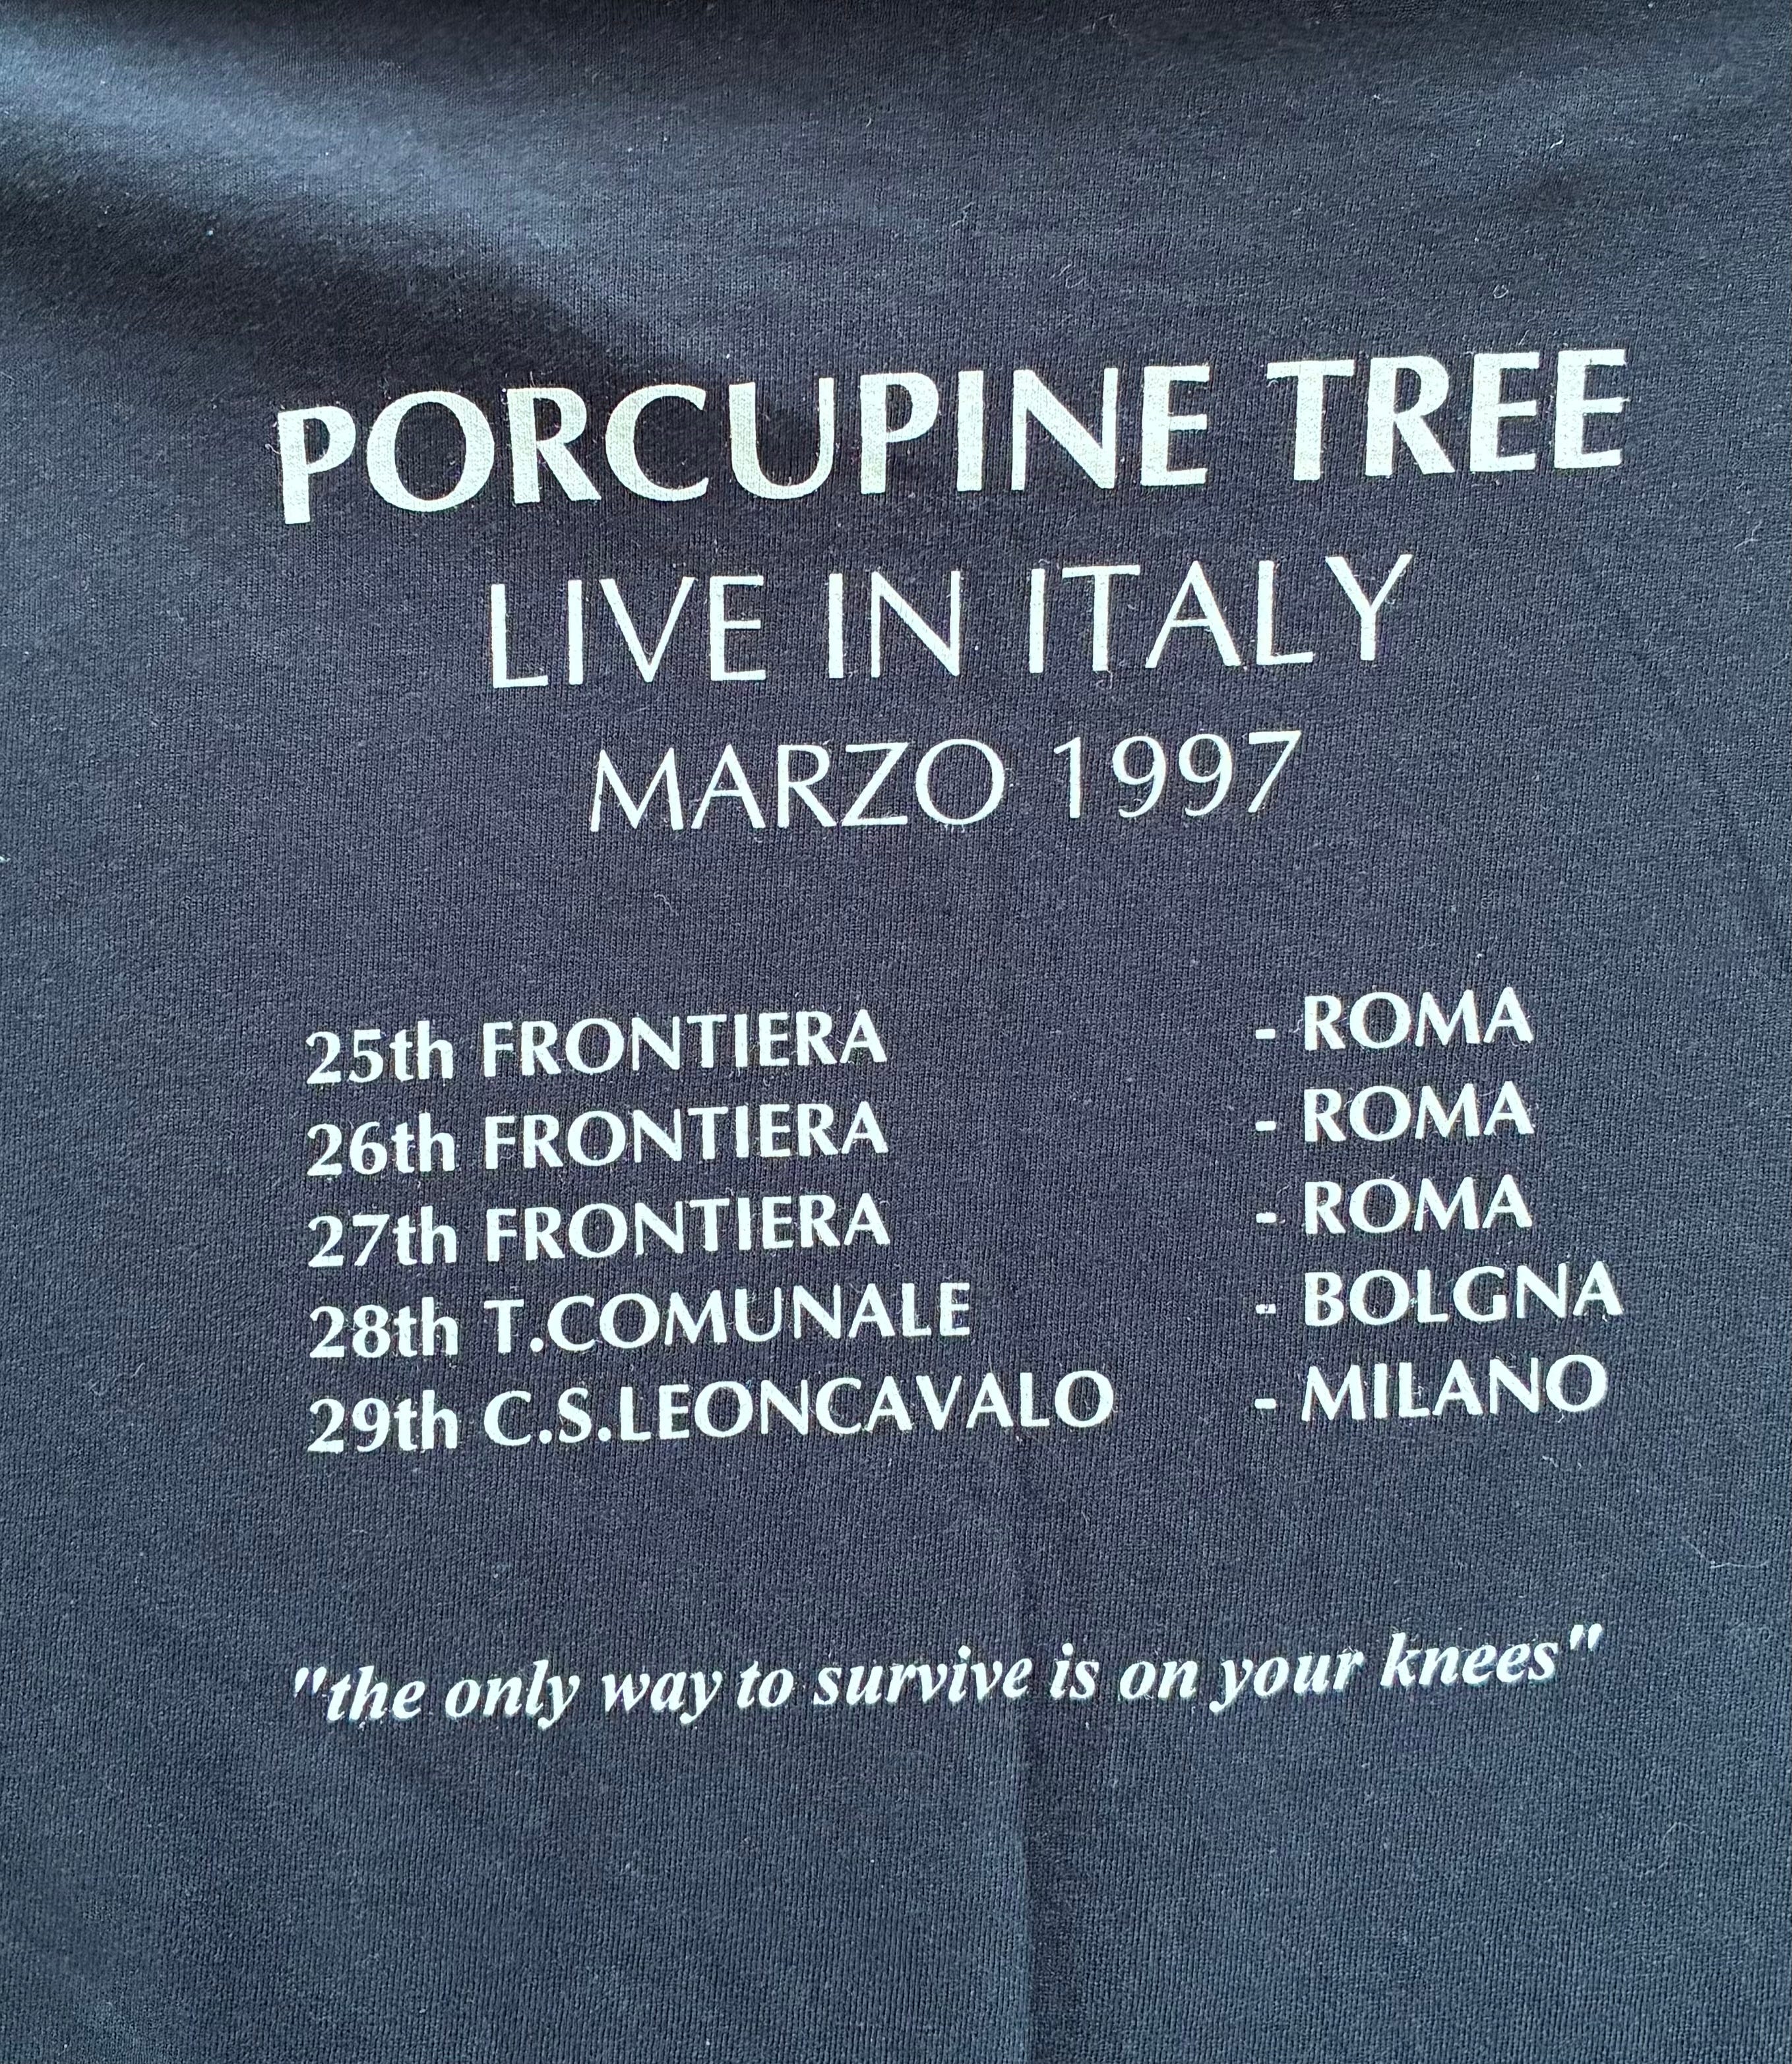 PORCUPINE TREE
LIVE IN ITALY
MARZO 1997
25th FRONTIERA - ROMA
26th FRONTIERA - ROMA
27th FRONTIERA - ROMA
28th T.COMUNALE - BOLGNA
29th C.S.LEONCAVALO - MILANO
"the only way to survive is on your knees"